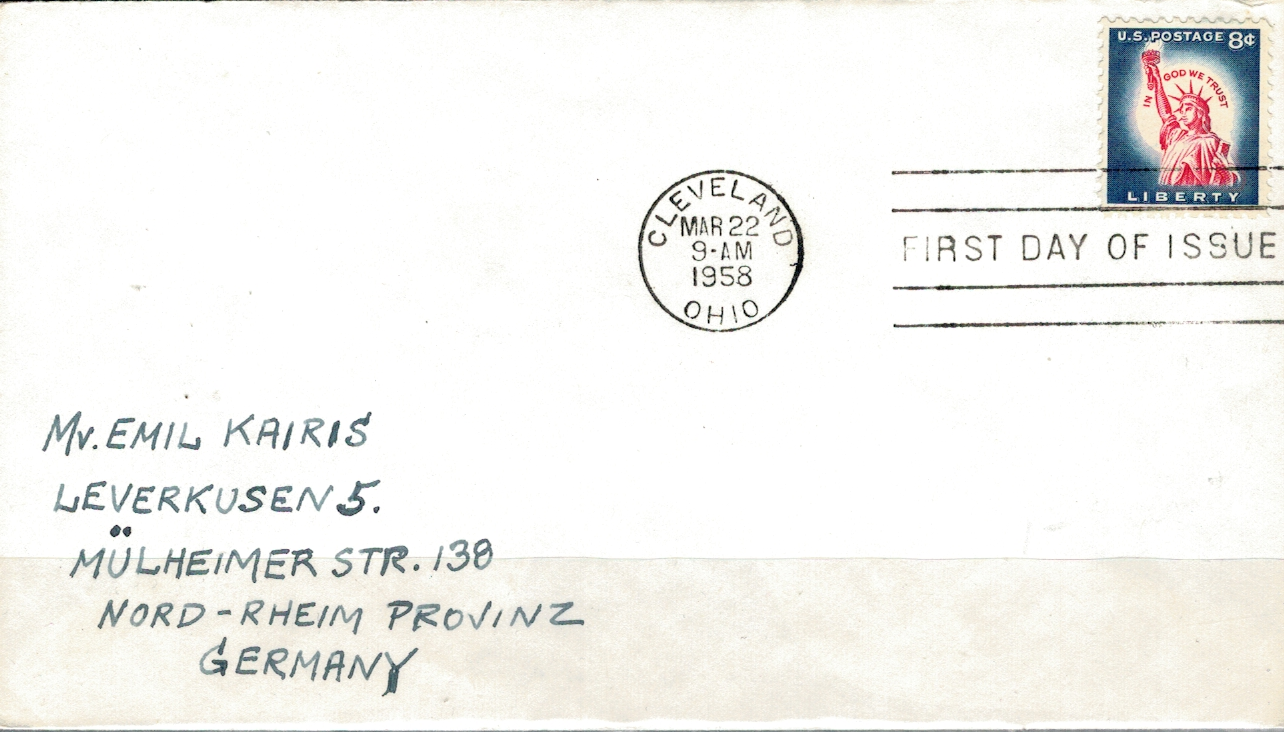 U.S. POSTAGE 8¢
IN GOD WE TRUST
LIBERTY
CLEVELAND
MAR 22
9-AM
1958
OHIO
FIRST DAY OF ISSUE
Mr. EMIL KAIRIS
LEVERKUSEN 5.
MÜLHEIMER STR. 138
NORD-RHEIM PROVINZ
GERMANY